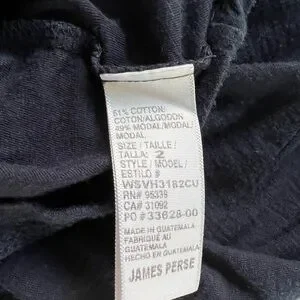 51% COTTON/
COTON/ALGODON
49% MODAL/MODAL/
MODAL
SIZE / TAILLE /
TALLA: 2
STYLE / MODEL /
ESTILO #
WSVH3182CU
RN# 95339
CA# 31092
PO # 33628-00
MADE IN GUATEMALA
FABRIQUE AU
GUATEMALA
HECHO EN GUATEMALA
JAMES PERSE